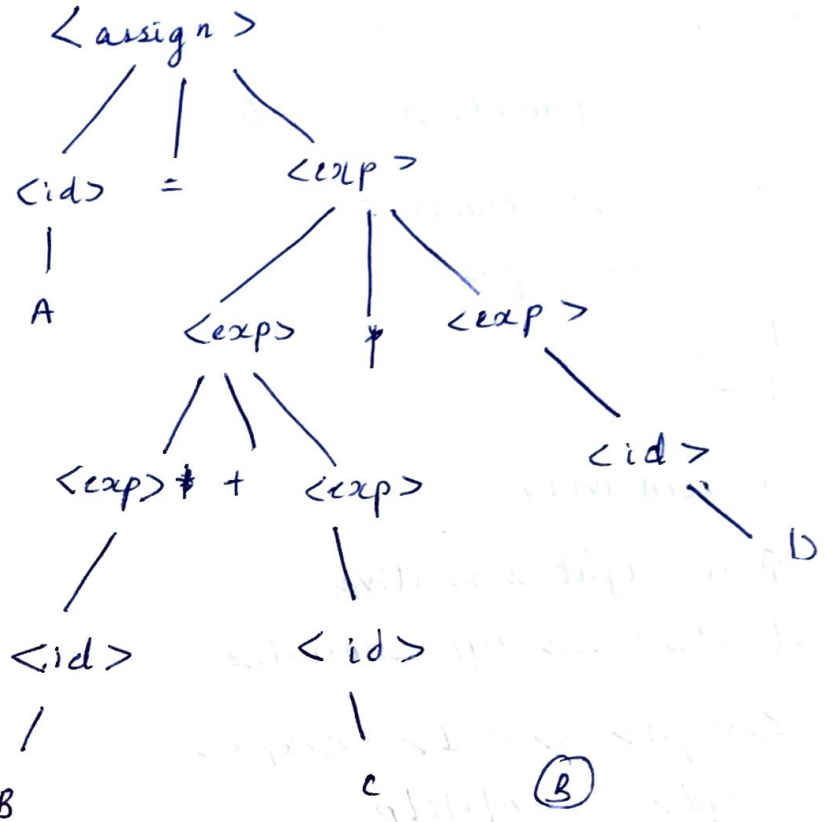 <assign>
<id> = <exp>
A
<exp> * <exp>
<exp> + <exp> <id>
D
<id> <id>
B C B